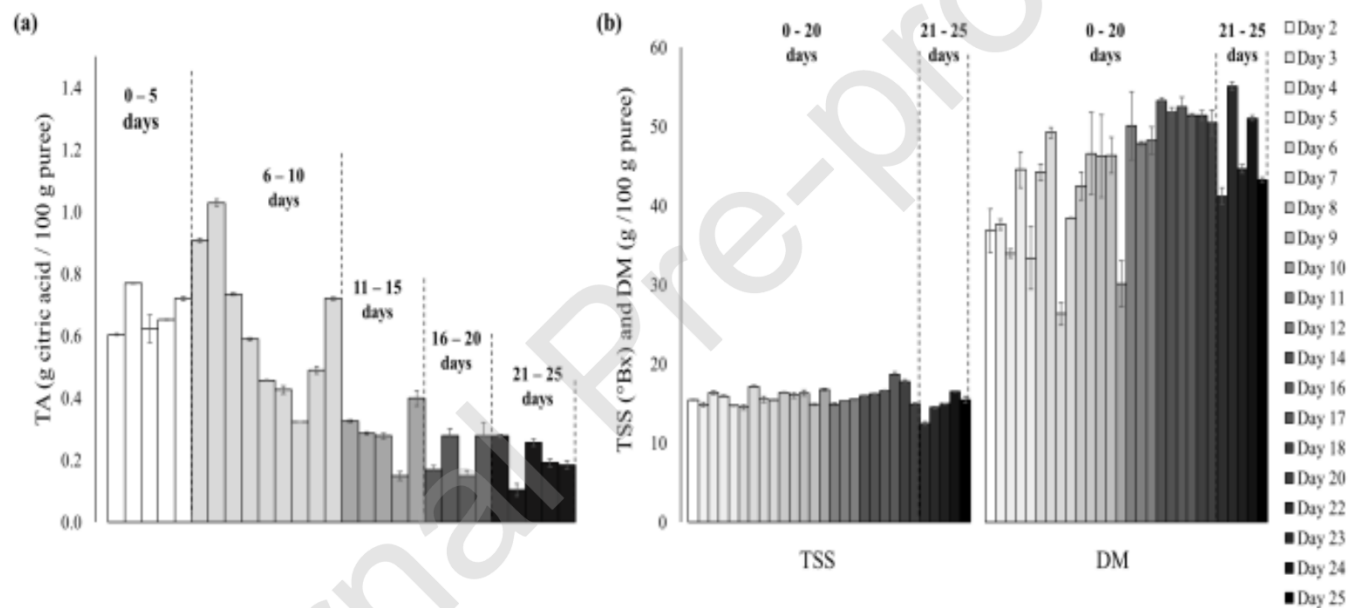 (a)
TA (g citric acid / 100 g puree)
1.4
1.2
1.0
0.8
0.6
0.4
0.2
0.0
0 – 5
days
6 – 10
days
11 – 15
days
16 – 20
days
21 – 25
days
(b)
TSS (°Bx) and DM (g /100 g puree)
60
50
40
30
20
10
0
0 - 20
days
21 - 25
days
0 - 20
days
21 - 25
days
TSS
DM
Day 2
Day 3
Day 4
Day 5
Day 6
Day 7
Day 8
Day 9
Day 10
Day 11
Day 12
Day 14
Day 16
Day 17
Day 18
Day 20
Day 22
Day 23
Day 24
Day 25
rnal Pre-pro